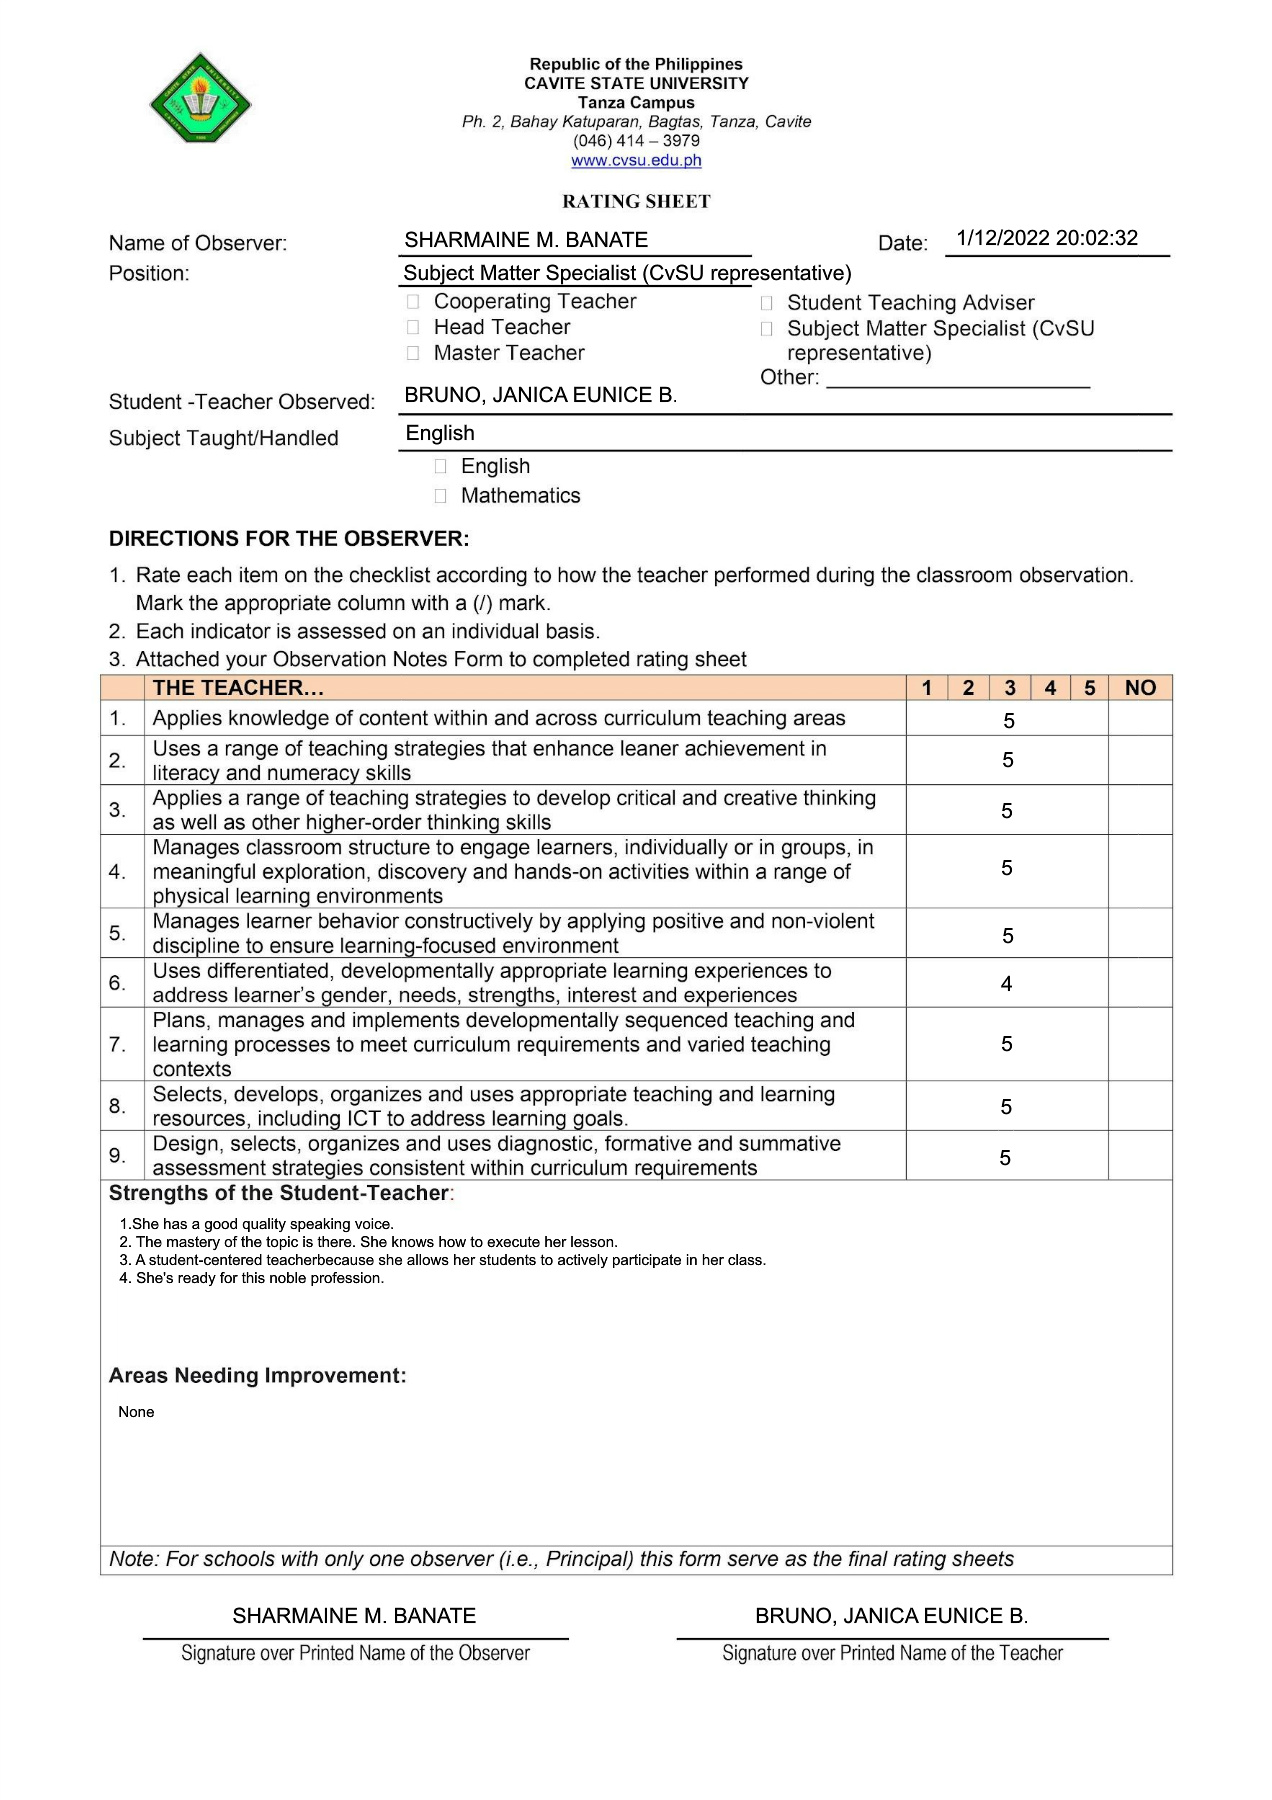 Republic of the Philippines
CAVITE STATE UNIVERSITY
Tanza Campus
Ph. 2, Bahay Katuparan, Bagtas, Tanza, Cavite
(046) 414 – 3979
www.cvsu.edu.ph
RATING SHEET
Name of Observer: SHARMAINE M. BANATE Date: 1/12/2022 20:02:32
Position: Subject Matter Specialist (CvSU representative)
Cooperating Teacher
Head Teacher
Master Teacher
Student Teaching Adviser
Subject Matter Specialist (CvSU
representative)
Other:
Student -Teacher Observed: BRUNO, JANICA EUNICE B.
Subject Taught/Handled English
English
Mathematics
DIRECTIONS FOR THE OBSERVER:
1. Rate each item on the checklist according to how the teacher performed during the classroom observation.
Mark the appropriate column with a (/) mark.
2. Each indicator is assessed on an individual basis.
3. Attached your Observation Notes Form to completed rating sheet
THE TEACHER… 1 2 3 4 5 NO
1. Applies knowledge of content within and across curriculum teaching areas 5
2. Uses a range of teaching strategies that enhance leaner achievement in
literacy and numeracy skills 5
3. Applies a range of teaching strategies to develop critical and creative thinking
as well as other higher-order thinking skills 5
4. Manages classroom structure to engage learners, individually or in groups, in
meaningful exploration, discovery and hands-on activities within a range of
physical learning environments 5
5. Manages learner behavior constructively by applying positive and non-violent
discipline to ensure learning-focused environment 5
6. Uses differentiated, developmentally appropriate learning experiences to
address learner's gender, needs, strengths, interest and experiences 4
7. Plans, manages and implements developmentally sequenced teaching and
learning processes to meet curriculum requirements and varied teaching
contexts 5
8. Selects, develops, organizes and uses appropriate teaching and learning
resources, including ICT to address learning goals. 5
9. Design, selects, organizes and uses diagnostic, formative and summative
assessment strategies consistent within curriculum requirements 5
Strengths of the Student-Teacher:
1.She has a good quality speaking voice.
2. The mastery of the topic is there. She knows how to execute her lesson.
3. A student-centered teacherbecause she allows her students to actively participate in her class.
4. She's ready for this noble profession.
Areas Needing Improvement:
None
Note: For schools with only one observer (i.e., Principal) this form serve as the final rating sheets
SHARMAINE M. BANATE
Signature over Printed Name of the Observer
BRUNO, JANICA EUNICE B.
Signature over Printed Name of the Teacher